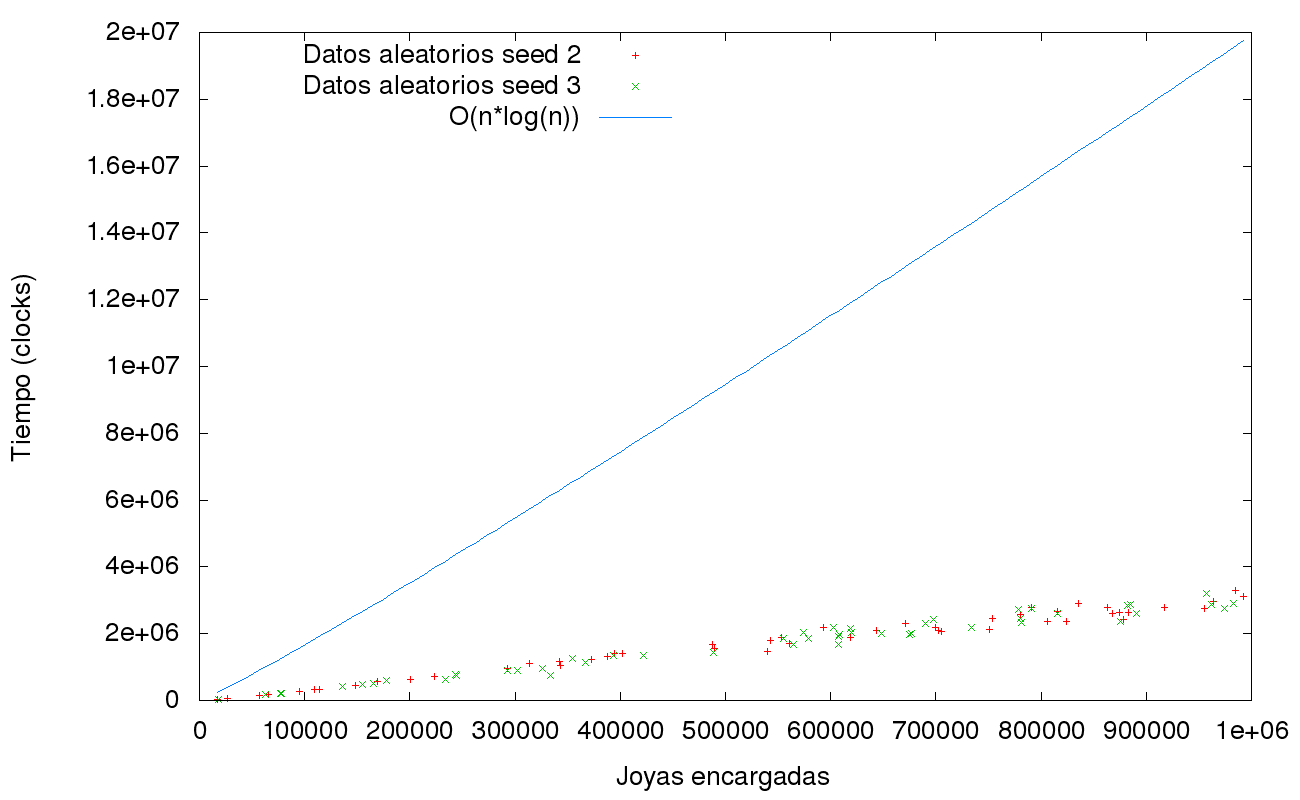 2e+07
1.8e+07
1.6e+07
1.4e+07
1.2e+07
1e+07
8e+06
6e+06
4e+06
2e+06
0
Tiempo (clocks)
Datos aleatorios seed 2
Datos aleatorios seed 3
O(n*log(n))
0 100000 200000 300000 400000 500000 600000 700000 800000 900000 1e+06
Joyas encargadas